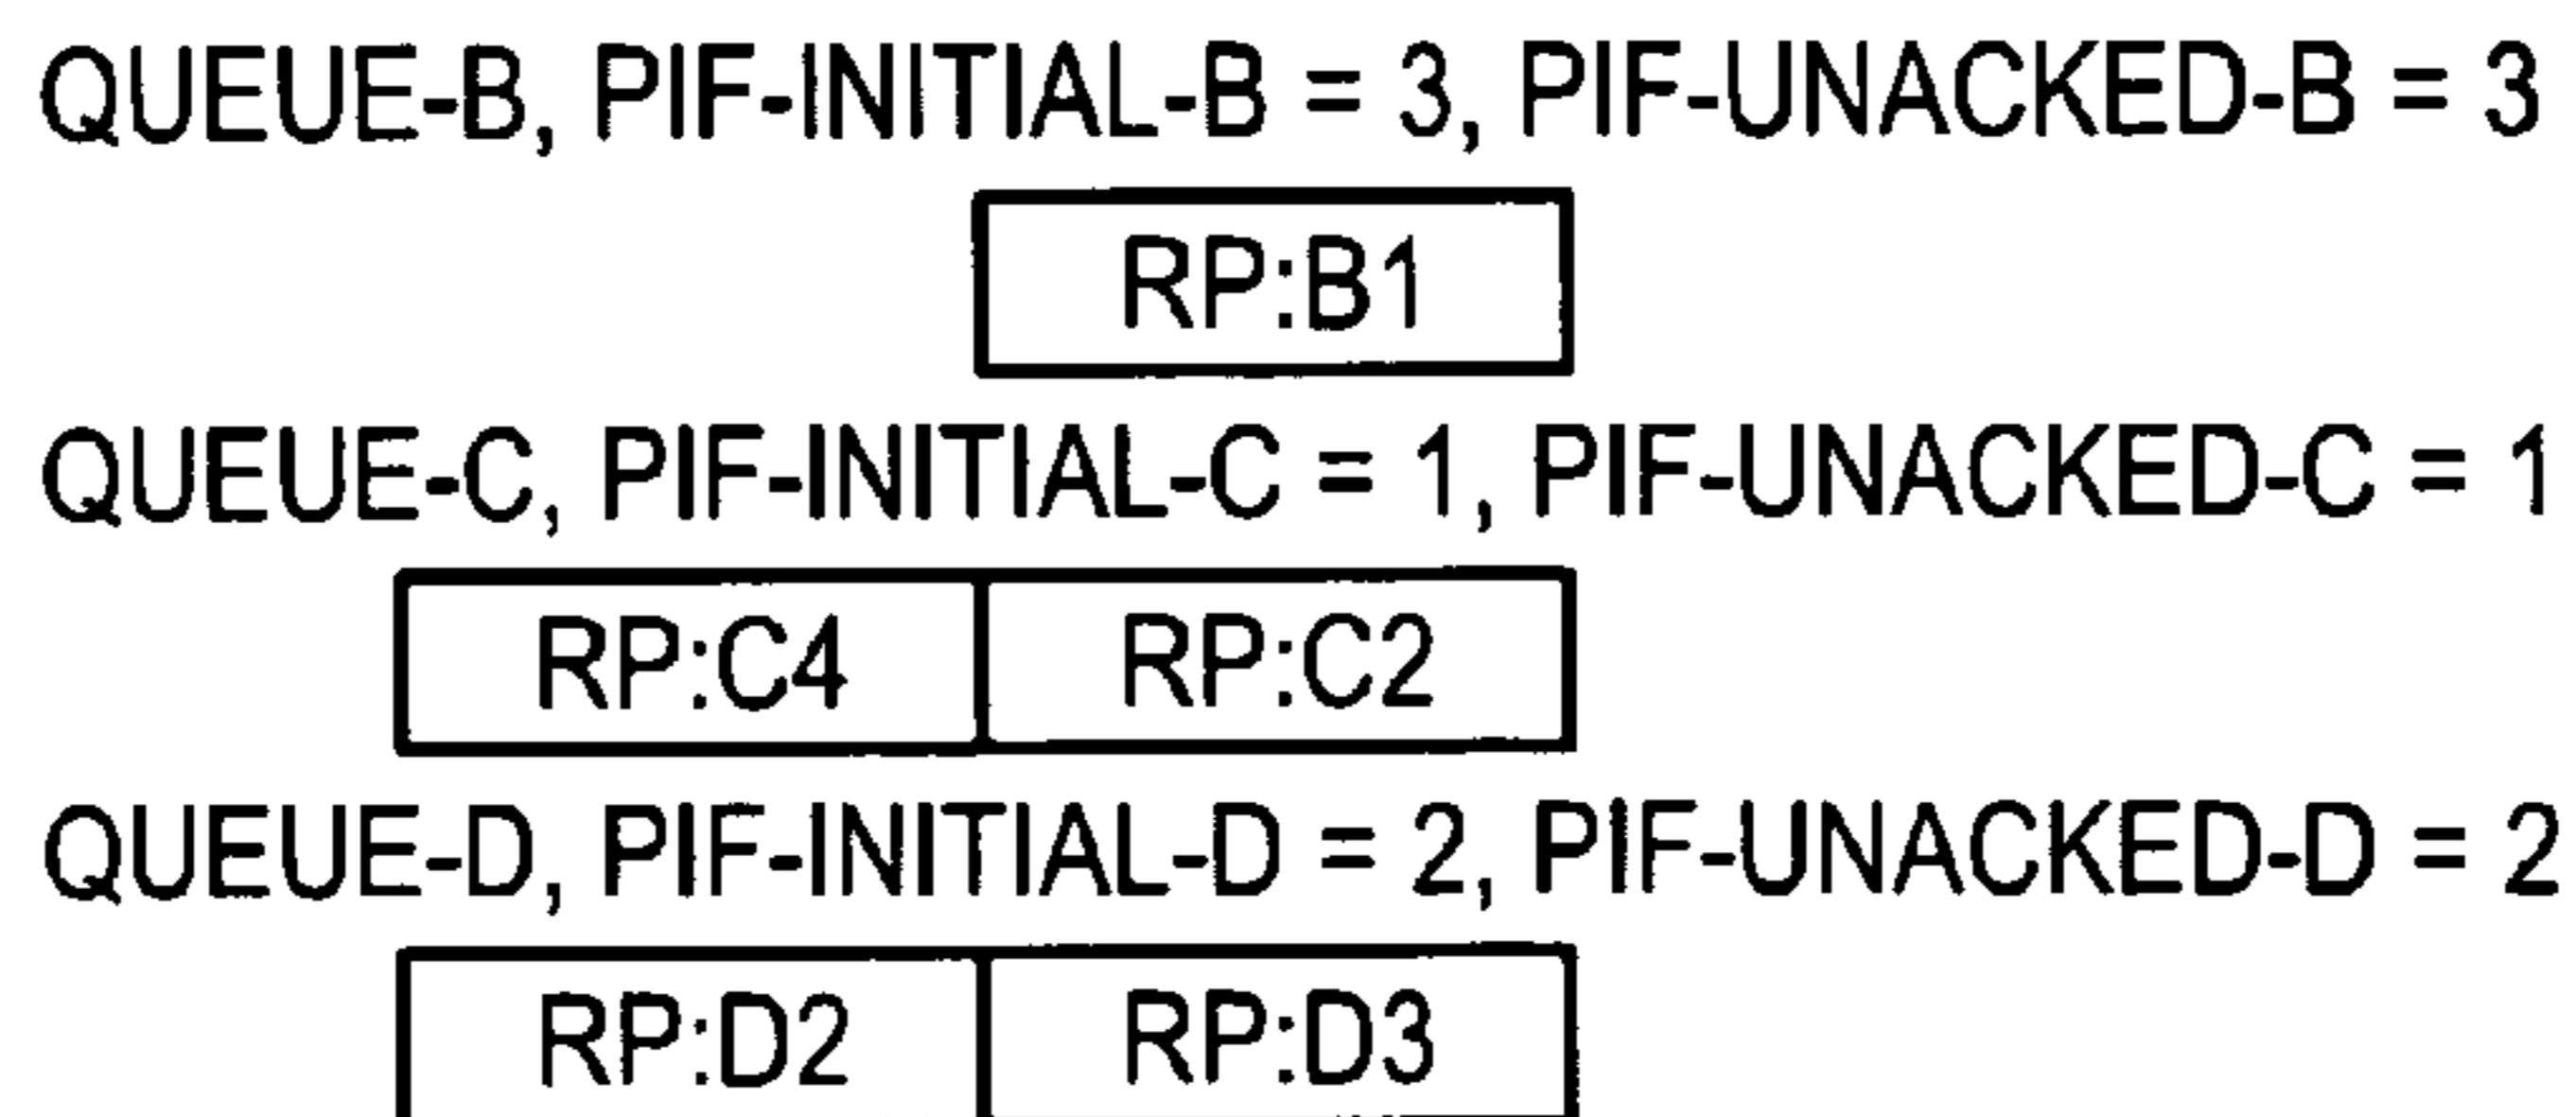 QUEUE-B, PIF-INITIAL-B = 3, PIF-UNACKED-B = 3
RP:B1
QUEUE-C, PIF-INITIAL-C = 1, PIF-UNACKED-C = 1
RP:C4 RP:C2
QUEUE-D, PIF-INITIAL-D = 2, PIF-UNACKED-D = 2
RP:D2 RP:D3